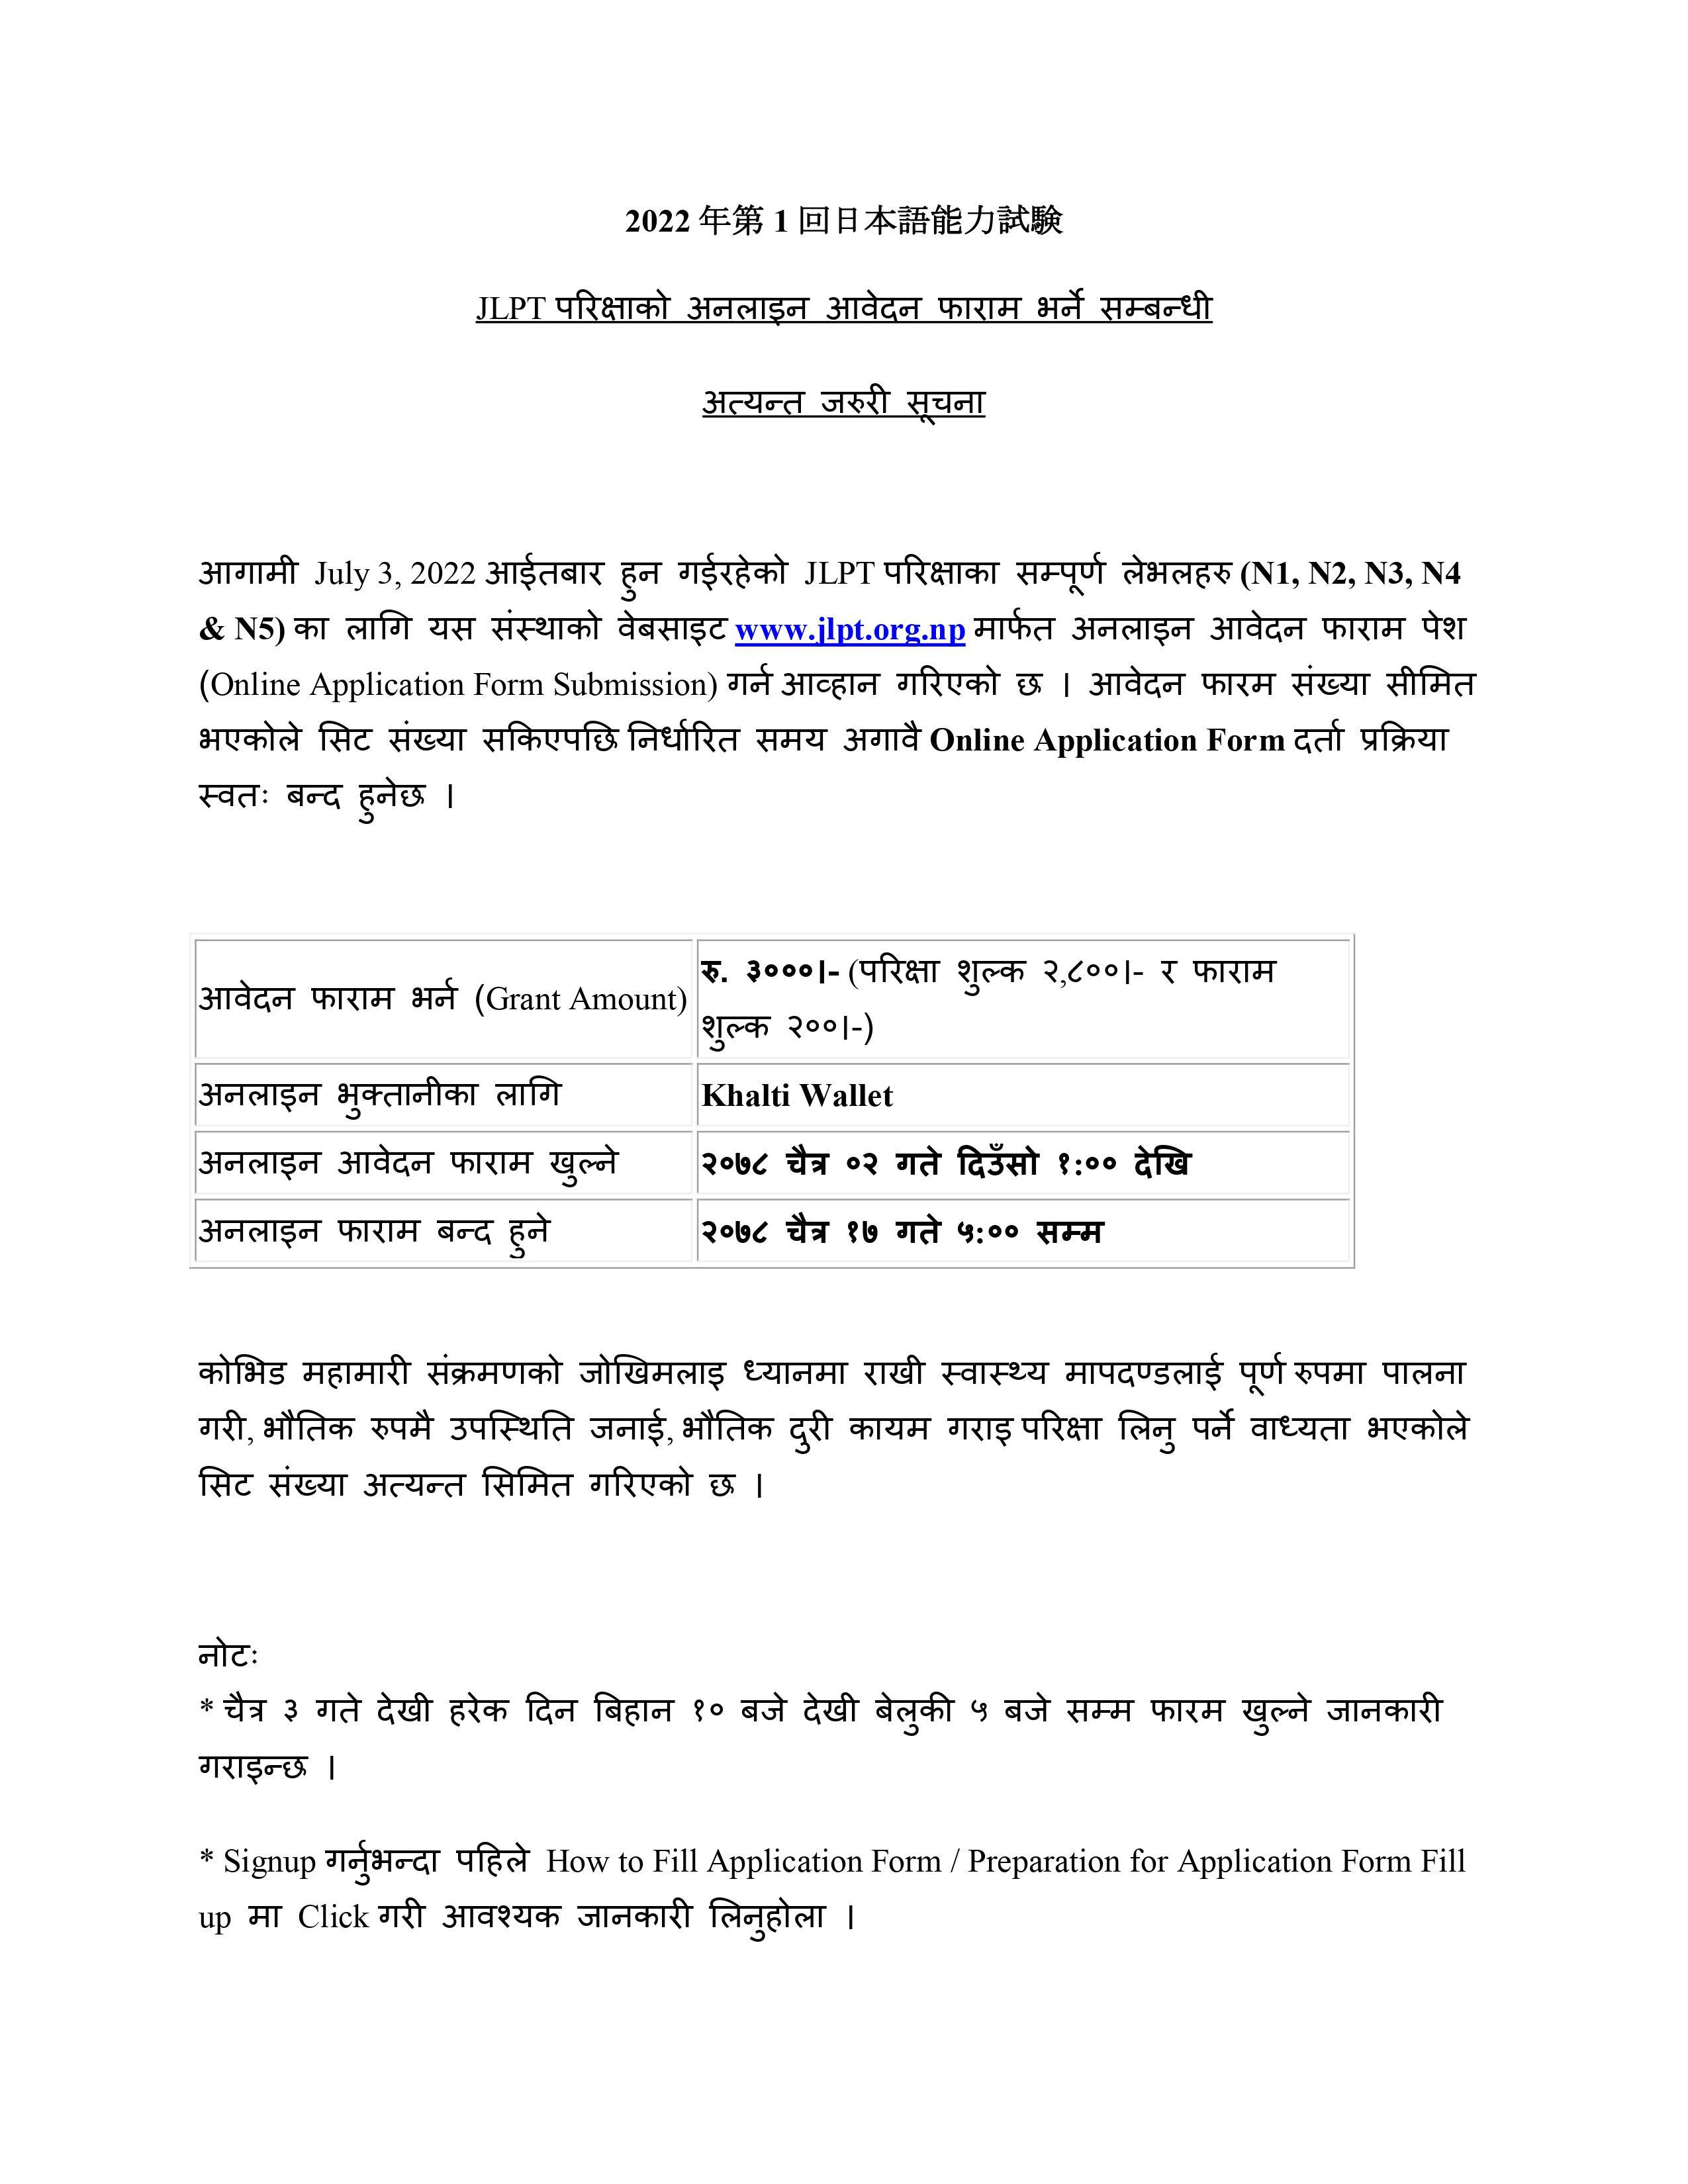 2022 年第 1 回日本語能力試験
JLPT परिक्षाको अनलाइन आवेदन फाराम भर्ने सम्बन्धी
अत्यन्त जरुरी सूचना
आगामी July 3, 2022 आईतबार हुन गईरहेको JLPT परिक्षाका सम्पूर्ण लेभलहरु (N1, N2, N3, N4
& N5) का लागि यस संस्थाको वेबसाइट www.jlpt.org.np मार्फत अनलाइन आवेदन फाराम पेश
(Online Application Form Submission) गर्न आव्हान गरिएको छ ।  आवेदन फारम संख्या सीमित
भएकोले सिट संख्या सकिएपछि निर्धारित समय अगावै Online Application Form दर्ता प्रक्रिया
स्वतः बन्द हुनेछ ।
आवेदन फाराम भर्न (Grant Amount)
रु. ३०००।- (परिक्षा शुल्क २,८००।- र फाराम
शुल्क २००।-)
अनलाइन भुक्तानीका लागि
Khalti Wallet
अनलाइन आवेदन फाराम खुल्ने
२०७८ चैत्र ०२ गते दिउँसो १:०० देखि
अनलाइन फाराम बन्द हुने
२०७८ चैत्र १७ गते ५:०० सम्म
कोभिड महामारी संक्रमणको जोखिमलाइ ध्यानमा राखी स्वास्थ्य मापदण्डलाई पूर्ण रुपमा पालना
गरी, भौतिक रुपमै उपस्थिति जनाई, भौतिक दुरी कायम गराइ परिक्षा लिनु पर्ने वाध्यता भएकोले
सिट संख्या अत्यन्त सिमित गरिएको छ ।
नोटः
* चैत्र ३ गते देखी हरेक दिन बिहान १० बजे देखी बेलुकी ५ बजे सम्म फारम खुल्ने जानकारी
गराइन्छ ।
* Signup गर्नुभन्दा पहिले How to Fill Application Form / Preparation for Application Form Fill
up मा Click गरी आवश्यक जानकारी लिनुहोला ।